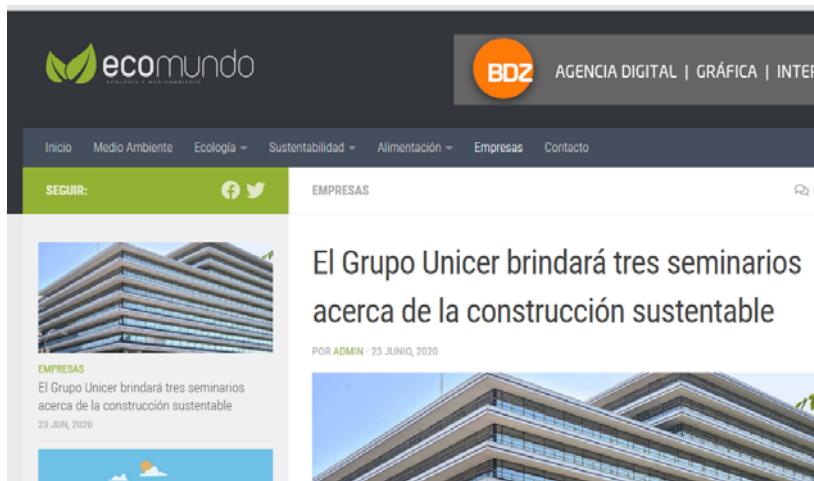 ecomundo
ECOLOGÍA Y MEDIOAMBIENTE
BDZ
AGENCIA DIGITAL | GRÁFICA |
Inicio Medio Ambiente Ecología Sustentabilidad Alimentación Empresas Contacto
SEGUIR:
EMPRESAS
El Grupo Unicer brindará tres seminarios
acerca de la construcción sustentable
POR ADMIN · 23 JUNIO, 2020
EMPRESAS
El Grupo Unicer brindará tres seminarios
acerca de la construcción sustentable
23 JUN, 2020